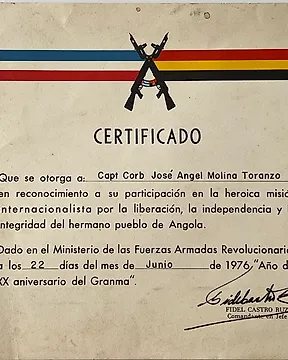 CERTIFICADO
Que se otorga a: Capt Corb José Angel Molina Toranzo
en reconocimiento a su participación en la heroica misió
internacionalista por la liberación, la independencia y
integridad del hermano pueblo de Angola.
Dado en el Ministerio de las Fuerzas Armadas Revolucionari
a los 22 días del mes de Junio de 1976, "Año d
XX aniversario del Granma".
FIDEL CASTRO RUZ
Comandante en Jefe